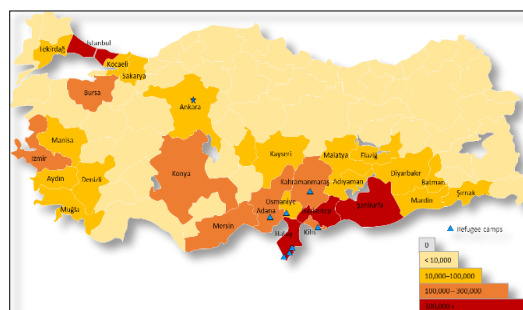 Tekirdağ
İstanbul
Kocaeli
Sakarya
Bursa
Ankara
Manisa
İzmir
Aydın
Denizli
Muğla
Konya
Kayseri
Malatya
Elazığ
Diyarbakır
Batman
Kahramanmaraş
Adıyaman
Şırnak
Mardin
Osmaniye
Şanlıurfa
Adana
Gaziantep
Mersin
Hatay
Kilis
Refugee camps
0
< 10,000
10,000–100,000
100,000 – 300,000